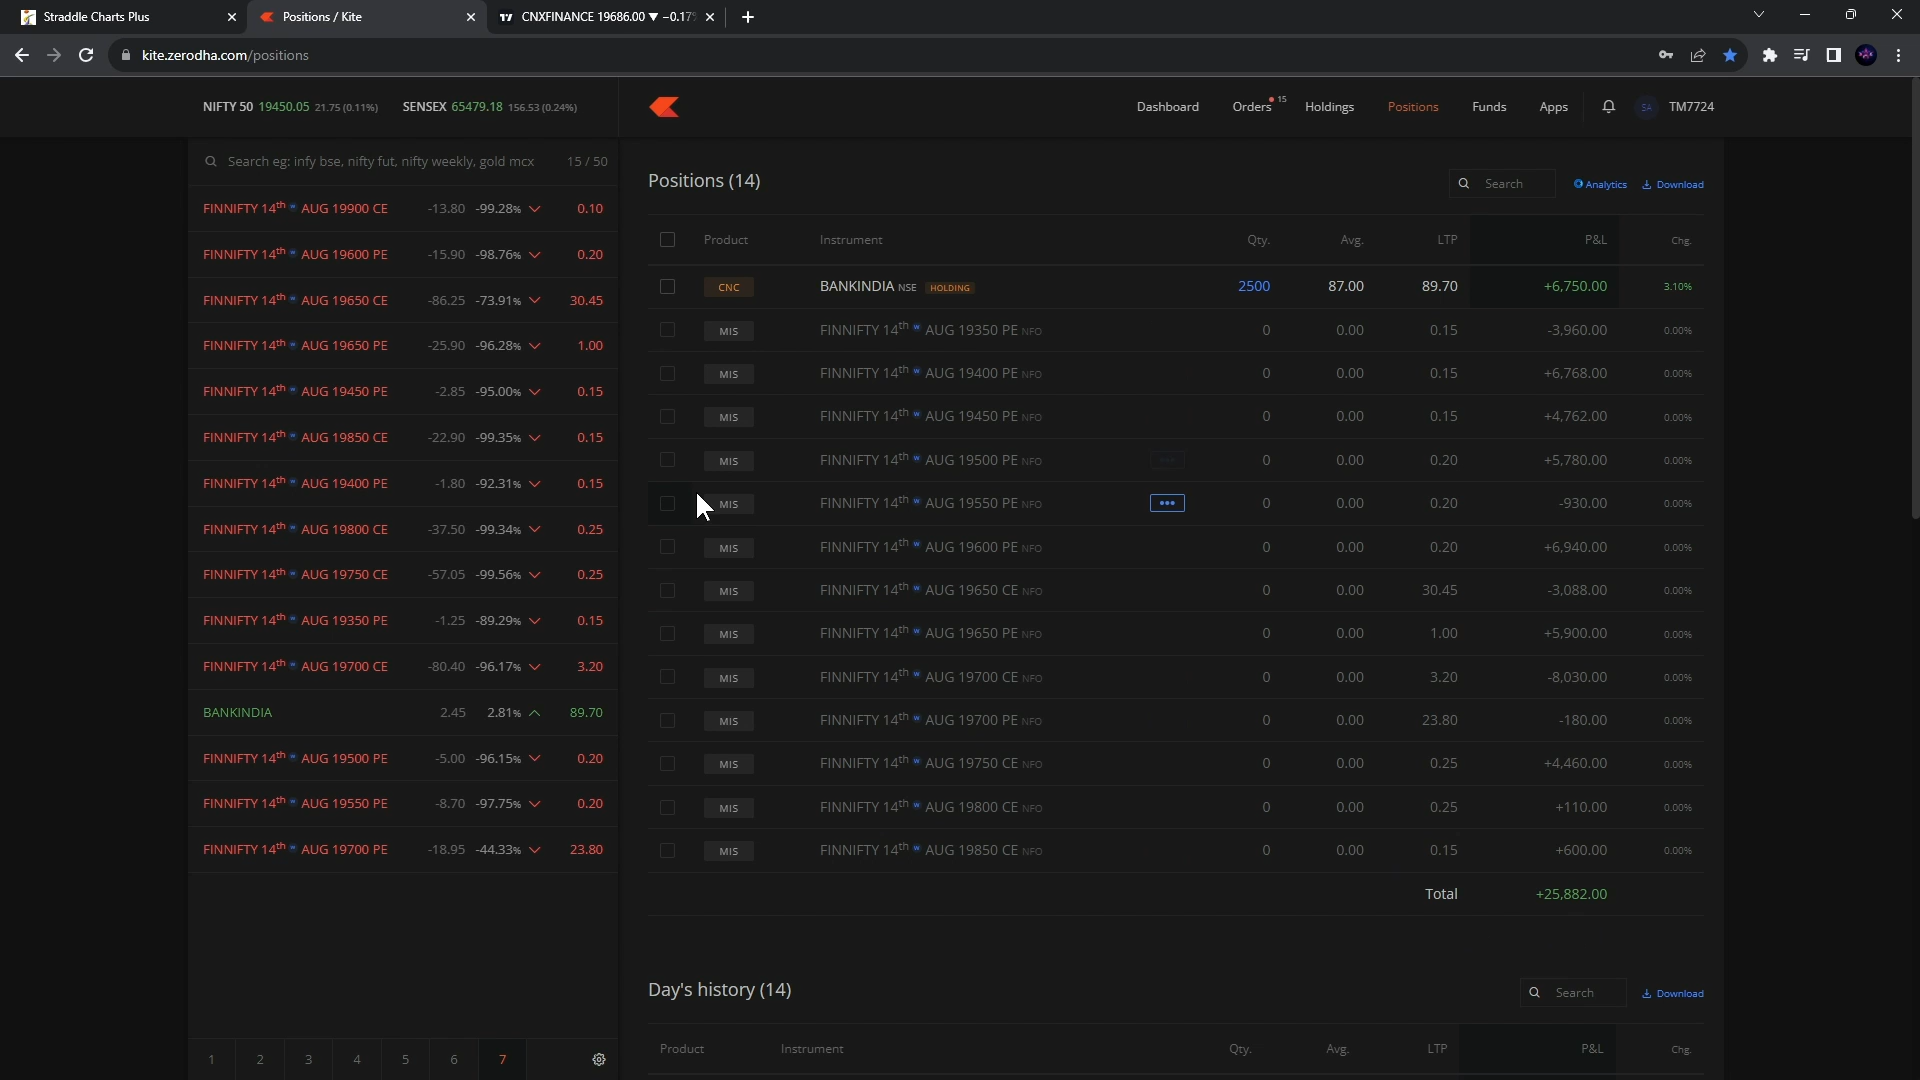 Straddle Charts Plus
Positions / Kite
CNXFINANCE 19686.00 ▼ −0.17%
kite.zerodha.com/positions
NIFTY 50 19450.05 21.75 (0.11%) SENSEX 65479.18 156.53 (0.24%)
Dashboard Orders 15 Holdings Positions Funds Apps SA TM7724
Search eg: infy bse, nifty fut, nifty weekly, gold mcx 15 / 50
FINNIFTY 14th w AUG 19900 CE -13.80 -99.28% 0.10
FINNIFTY 14th w AUG 19600 PE -15.90 -98.76% 0.20
FINNIFTY 14th w AUG 19650 CE -86.25 -73.91% 30.45
FINNIFTY 14th w AUG 19650 PE -25.90 -96.28% 1.00
FINNIFTY 14th w AUG 19450 PE -2.85 -95.00% 0.15
FINNIFTY 14th w AUG 19850 CE -22.90 -99.35% 0.15
FINNIFTY 14th w AUG 19400 PE -1.80 -92.31% 0.15
FINNIFTY 14th w AUG 19800 CE -37.50 -99.34% 0.25
FINNIFTY 14th w AUG 19750 CE -57.05 -99.56% 0.25
FINNIFTY 14th w AUG 19350 PE -1.25 -89.29% 0.15
FINNIFTY 14th w AUG 19700 CE -80.40 -96.17% 3.20
BANKINDIA 2.45 2.81% 89.70
FINNIFTY 14th w AUG 19500 PE -5.00 -96.15% 0.20
FINNIFTY 14th w AUG 19550 PE -8.70 -97.75% 0.20
FINNIFTY 14th w AUG 19700 PE -18.95 -44.33% 23.80
1 2 3 4 5 6 7
Positions (14) Search Analytics Download
Product Instrument Qty. Avg. LTP P&L Chg.
CNC BANKINDIA NSE HOLDING 2500 87.00 89.70 +6,750.00 3.10%
MIS FINNIFTY 14th w AUG 19350 PE NFO 0 0.00 0.15 -3,960.00 0.00%
MIS FINNIFTY 14th w AUG 19400 PE NFO 0 0.00 0.15 +6,768.00 0.00%
MIS FINNIFTY 14th w AUG 19450 PE NFO 0 0.00 0.15 +4,762.00 0.00%
MIS FINNIFTY 14th w AUG 19500 PE NFO 0 0.00 0.20 +5,780.00 0.00%
MIS FINNIFTY 14th w AUG 19550 PE NFO 0 0.00 0.20 -930.00 0.00%
MIS FINNIFTY 14th w AUG 19600 PE NFO 0 0.00 0.20 +6,940.00 0.00%
MIS FINNIFTY 14th w AUG 19650 CE NFO 0 0.00 30.45 -3,088.00 0.00%
MIS FINNIFTY 14th w AUG 19650 PE NFO 0 0.00 1.00 +5,900.00 0.00%
MIS FINNIFTY 14th w AUG 19700 CE NFO 0 0.00 3.20 -8,030.00 0.00%
MIS FINNIFTY 14th w AUG 19700 PE NFO 0 0.00 23.80 -180.00 0.00%
MIS FINNIFTY 14th w AUG 19750 CE NFO 0 0.00 0.25 +4,460.00 0.00%
MIS FINNIFTY 14th w AUG 19800 CE NFO 0 0.00 0.25 +110.00 0.00%
MIS FINNIFTY 14th w AUG 19850 CE NFO 0 0.00 0.15 +600.00 0.00%
Total +25,882.00
Day's history (14) Search Download
Product Instrument Qty. Avg. LTP P&L Chg.